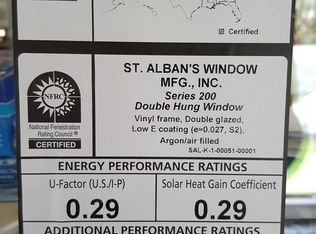 Certified
NFRC
National Fenestration
Rating Council®
CERTIFIED
ST. ALBAN'S WINDOW
MFG., INC.
Series 200
Double Hung Window
Vinyl frame, Double glazed,
Low E coating (e=0.027, S2),
Argon/air filled
SAL-K-1-00051-00001
ENERGY PERFORMANCE RATINGS
U-Factor (U.S./I-P)
Solar Heat Gain Coefficient
0.29
0.29
ADDITIONAL PERFORMANCE RATINGS